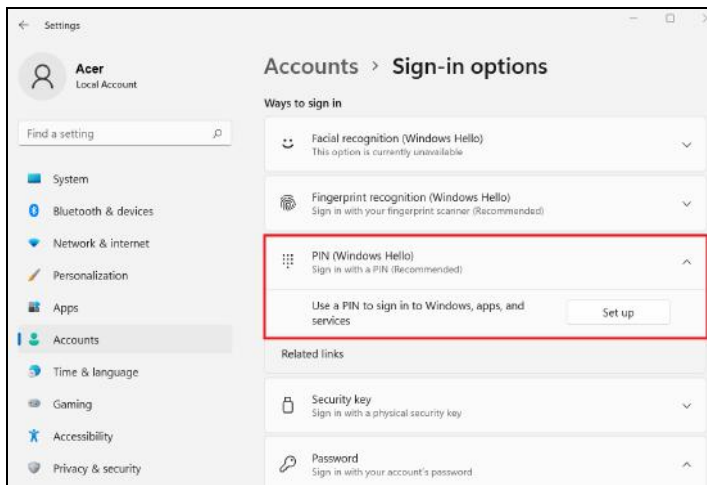 Settings
Acer
Local Account
Find a setting
System
Bluetooth & devices
Network & internet
Personalization
Apps
Accounts
Time & language
Gaming
Accessibility
Privacy & security
Accounts > Sign-in options
Ways to sign in
Facial recognition (Windows Hello)
This option is currently unavailable
Fingerprint recognition (Windows Hello)
Sign in with your fingerprint scanner (Recommended)
PIN (Windows Hello)
Sign in with a PIN (Recommended)
Use a PIN to sign in to Windows, apps, and
services
Set up
Related links
Security key
Sign in with a physical security key
Password
Sign in with your account's password